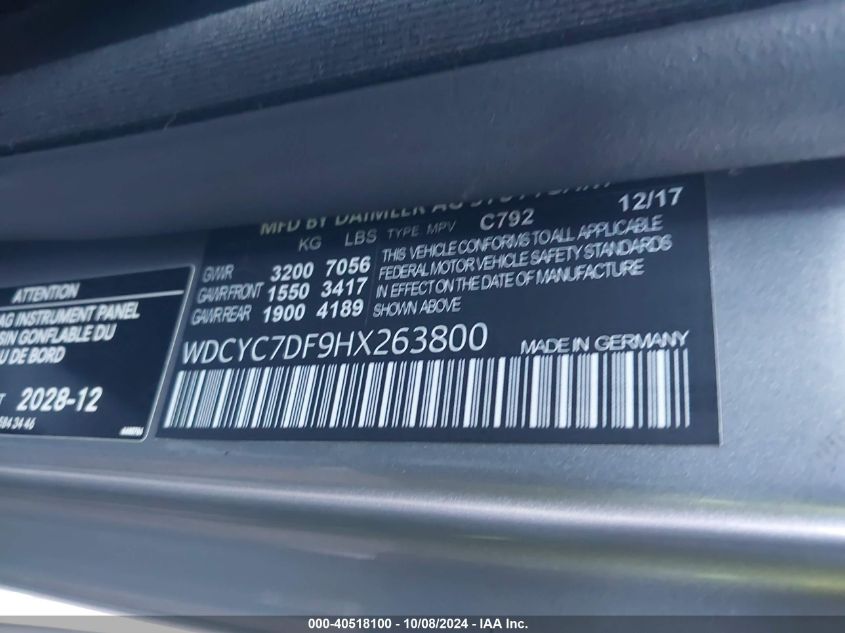 MFD BY DAIMLER AG
12/17
KG LBS TYPE: MPV C792
GVWR 3200 7056
GAWR FRONT 1550 3417
GAWR REAR 1900 4189
THIS VEHICLE CONFORMS TO ALL APPLICABLE
FEDERAL MOTOR VEHICLE SAFETY STANDARDS
IN EFFECT ON THE DATE OF MANUFACTURE
SHOWN ABOVE
WDCYC7DF9HX263800 MADE IN GERMANY
ATTENTION
AG INSTRUMENT PANEL
SIN GONFLABLE DU
U DE BORD
2028-12
000-40518100 - 10/08/2024 - IAA Inc.